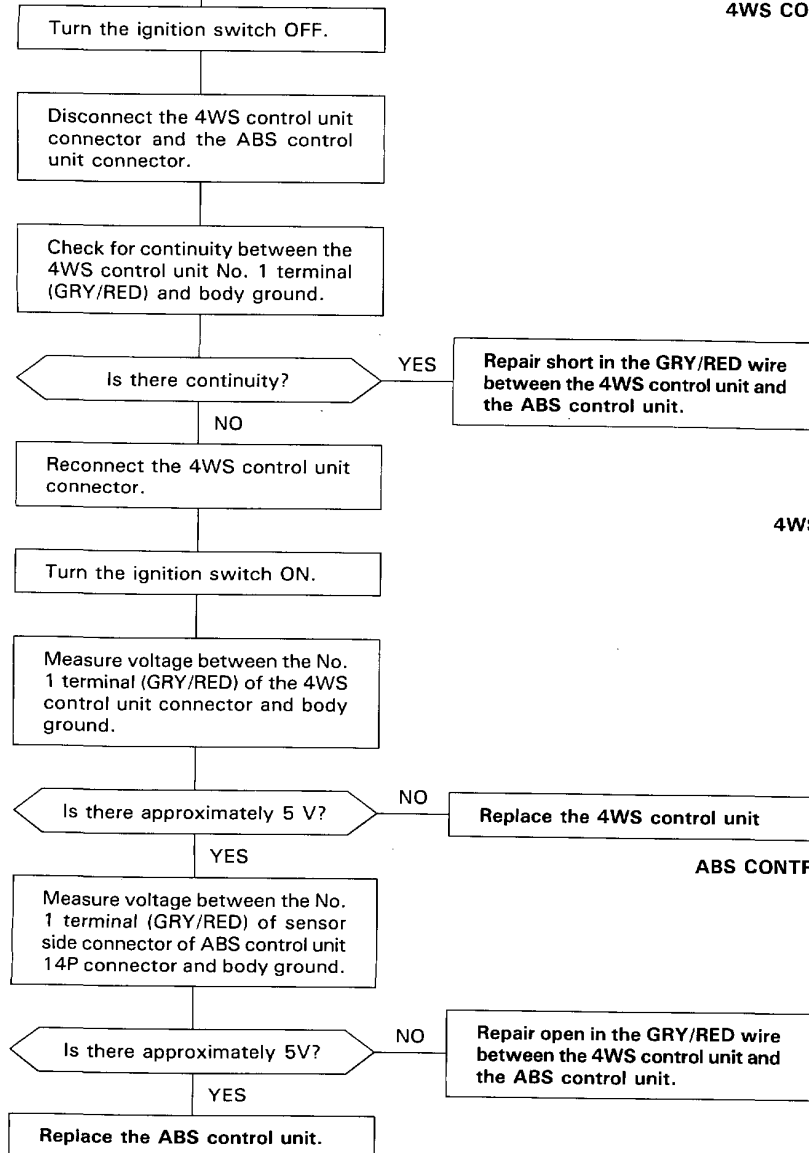 4WS CO
Turn the ignition switch OFF.
Disconnect the 4WS control unit
connector and the ABS control
unit connector.
Check for continuity between the
4WS control unit No. 1 terminal
(GRY/RED) and body ground.
Is there continuity?
YES
Repair short in the GRY/RED wire
between the 4WS control unit and
the ABS control unit.
NO
Reconnect the 4WS control unit
connector.
4WS
Turn the ignition switch ON.
Measure voltage between the No.
1 terminal (GRY/RED) of the 4WS
control unit connector and body
ground.
Is there approximately 5 V?
NO
Replace the 4WS control unit
YES
ABS CONTR
Measure voltage between the No.
1 terminal (GRY/RED) of sensor
side connector of ABS control unit
14P connector and body ground.
Is there approximately 5V?
NO
Repair open in the GRY/RED wire
between the 4WS control unit and
the ABS control unit.
YES
Replace the ABS control unit.